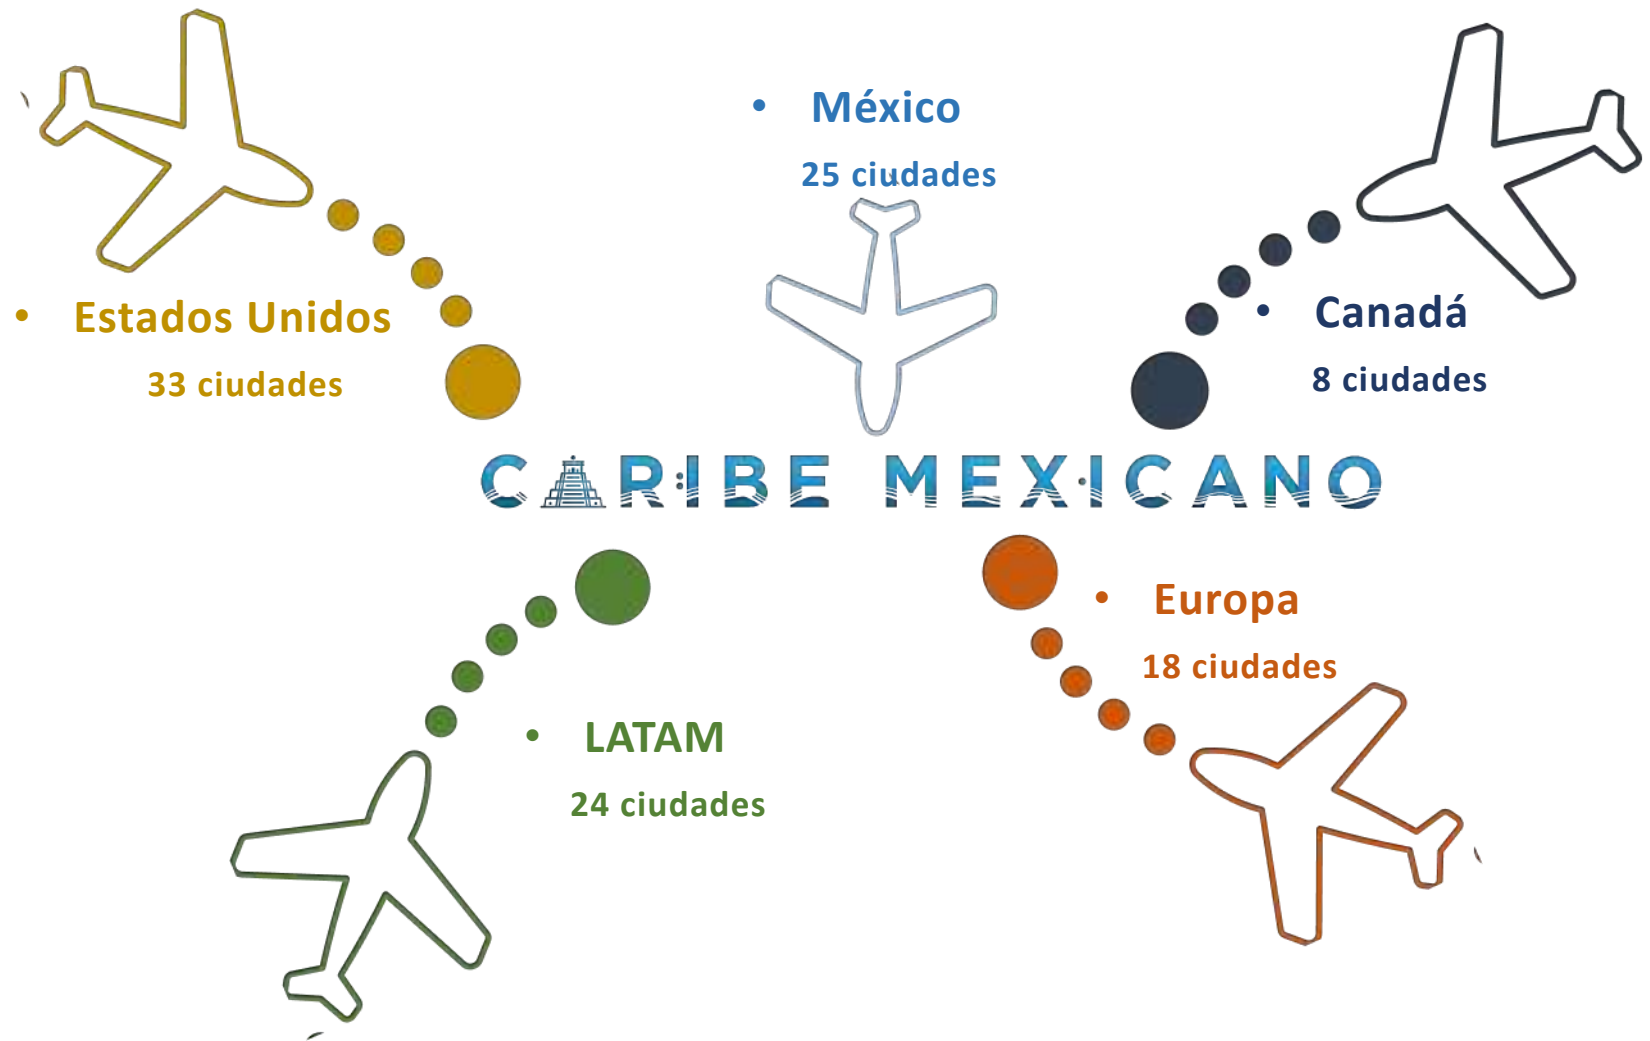 • México
25 ciudades
• Estados Unidos
33 ciudades
• Canadá
8 ciudades
CARIBE MEXICANO
• Europa
18 ciudades
• LATAM
24 ciudades